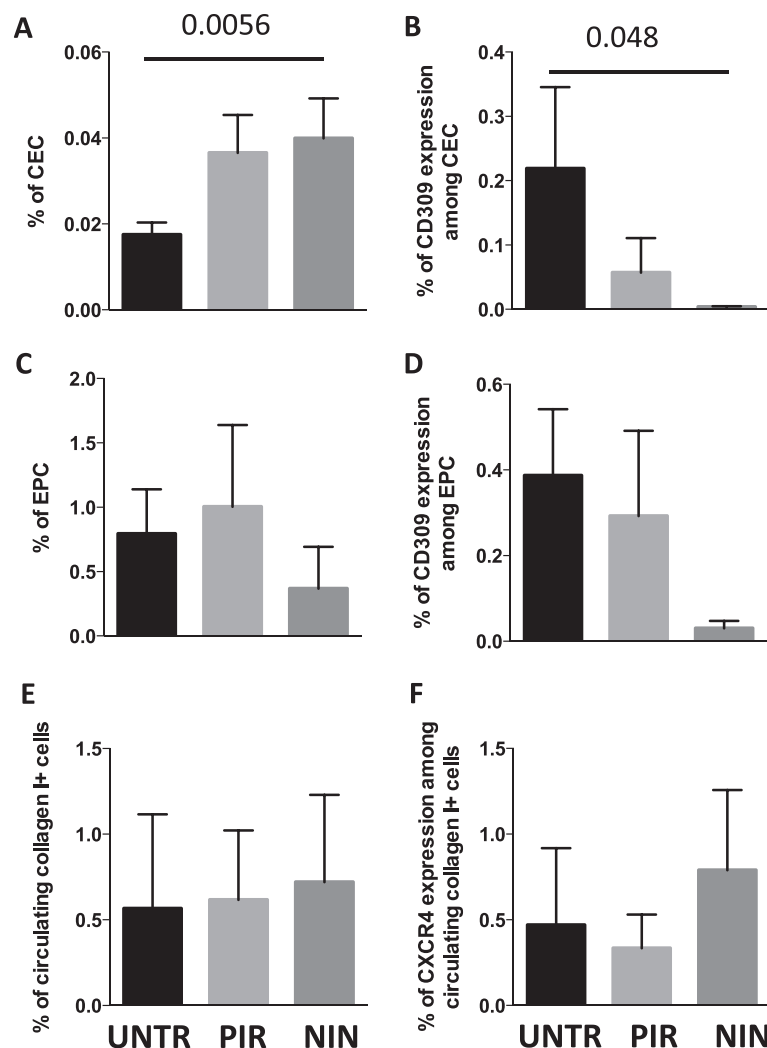 A
0.0056
% of CEC
0.06
0.04
0.02
0.00
B
0.048
% of CD309 expression
among CEC
0.4
0.3
0.2
0.1
0.0
C
% of EPC
2.0
1.5
1.0
0.5
0.0
D
% of CD309 expression
among EPC
0.6
0.4
0.2
0.0
E
% of circulating collagen I+ cells
1.5
1.0
0.5
0.0
UNTR PIR NIN
F
% of CXCR4 expression among
circulating collagen I+ cells
1.5
1.0
0.5
0.0
UNTR PIR NIN